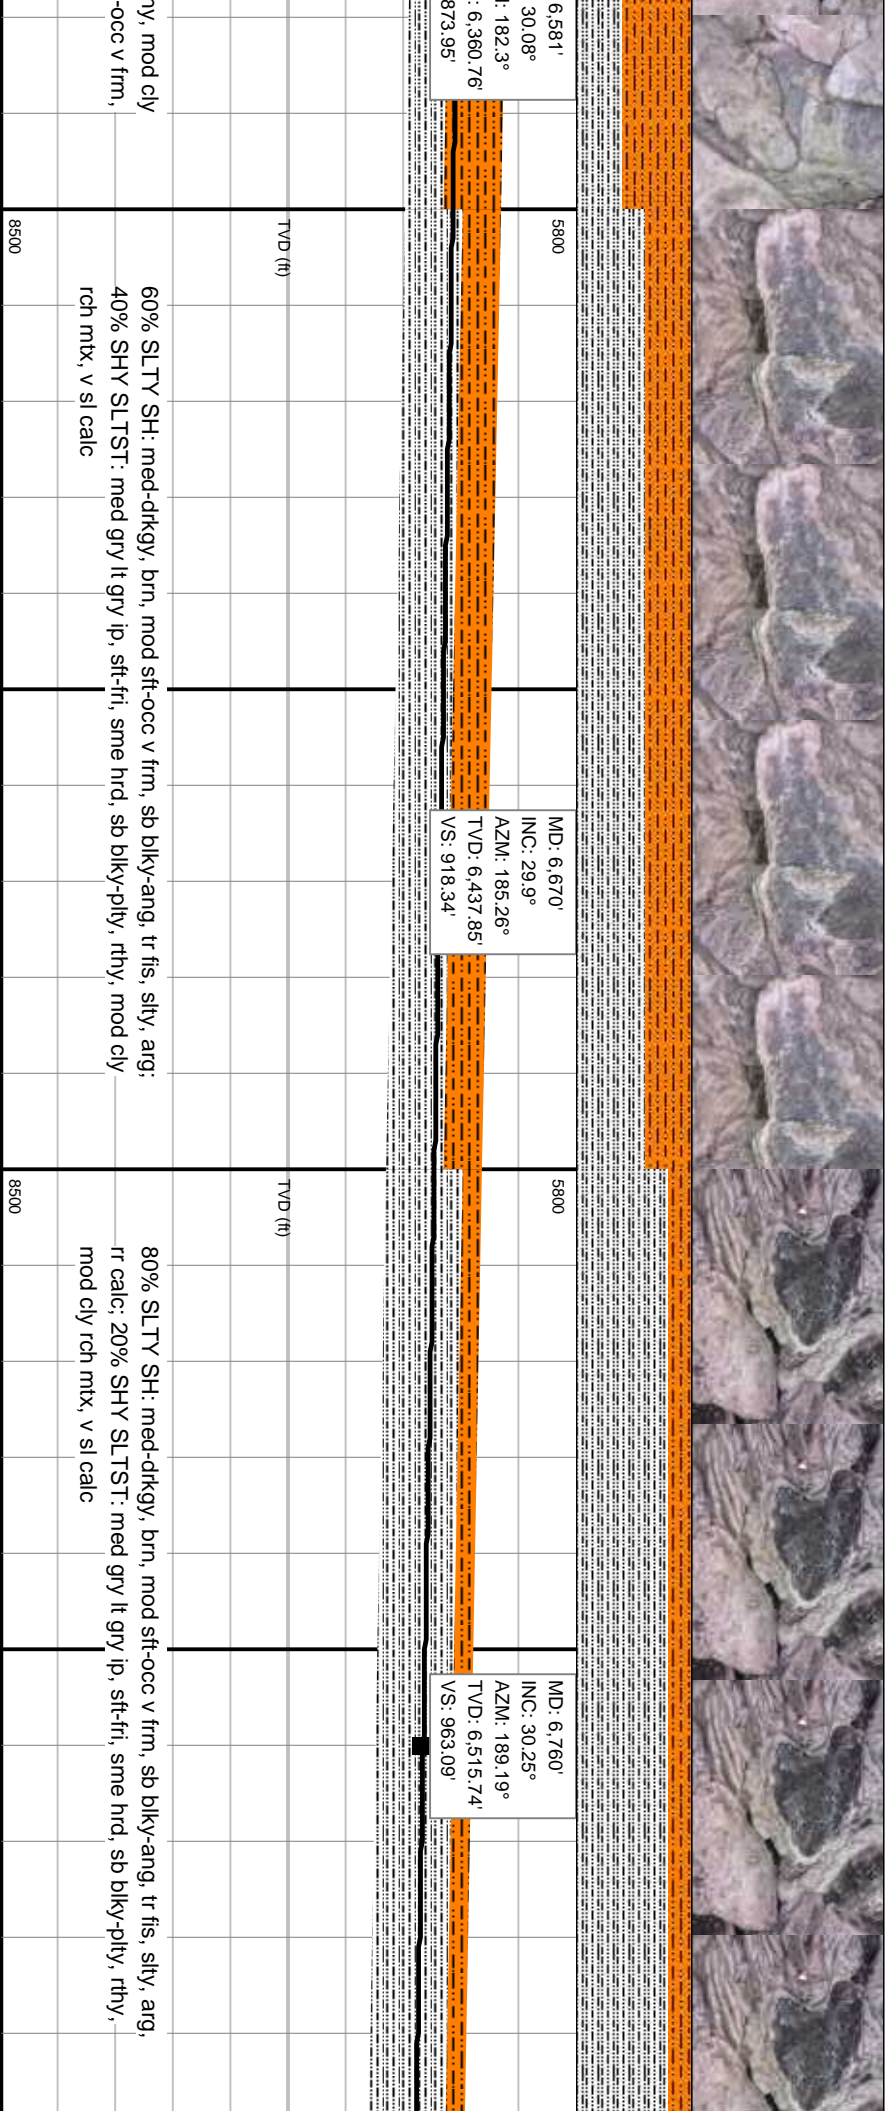 6,581'
30.08°
: 182.3°
: 6,360.76'
873.95'
mod cly
-occ v frm,
5800
TVD (ft)
8500
60% SLTY SH: med-drkgy, brn, mod sft-occ v frm, sb blky-ang, tr fis, slty, arg;
40% SHY SLTST: med gry lt gry ip, sft-fri, sme hrd, sb blky-plty, rthy, mod cly
rch mtx, v sl calc
MD: 6,670'
INC: 29.9°
AZM: 185.26°
TVD: 6,437.85'
VS: 918.34'
5800
TVD (ft)
8500
80% SLTY SH: med-drkgy, brn, mod sft-occ v frm, sb blky-ang, tr fis, slty, arg,
rr calc; 20% SHY SLTST: med gry lt gry ip, sft-fri, sme hrd, sb blky-plty, rthy,
mod cly rch mtx, v sl calc
MD: 6,760'
INC: 30.25°
AZM: 189.19°
TVD: 6,515.74'
VS: 963.09'